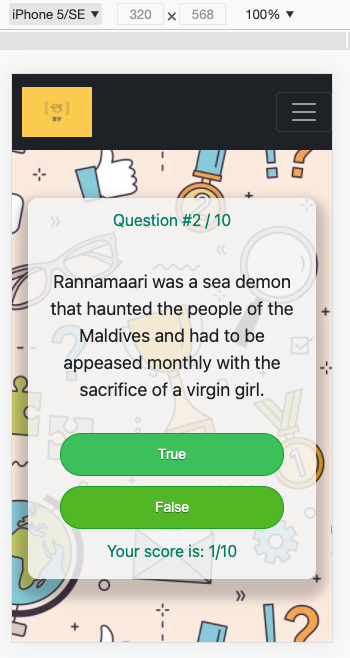 iPhone 5/SE ▼ 320 × 568 100% ▼
SY
Question #2 / 10
Rannamaari was a sea demon
that haunted the people of the
Maldives and had to be
appeased monthly with the
sacrifice of a virgin girl.
True
False
Your score is: 1/10